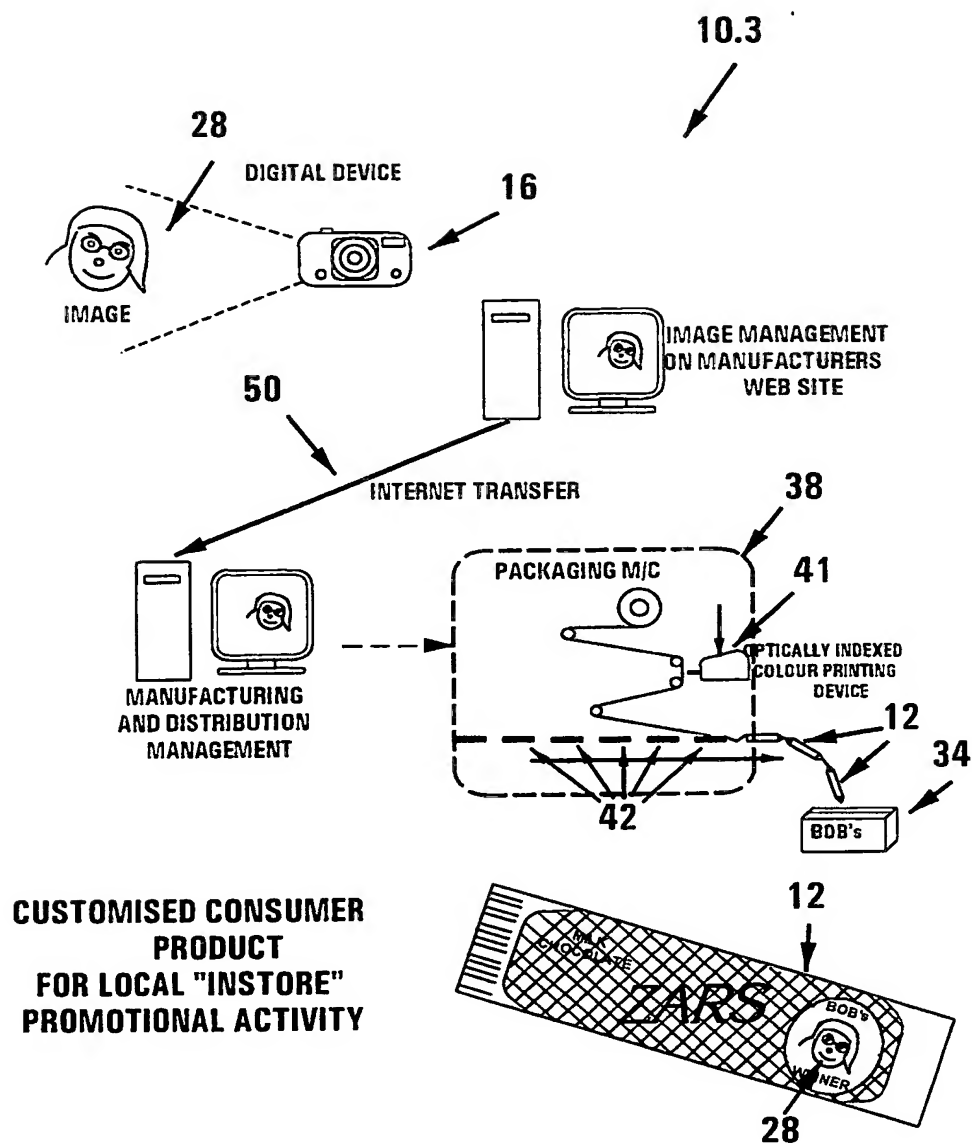 10.3
28
DIGITAL DEVICE
16
IMAGE
IMAGE MANAGEMENT
ON MANUFACTURERS
WEB SITE
50
INTERNET TRANSFER
38
PACKAGING M/C
41
OPTICALLY INDEXED
COLOUR PRINTING
DEVICE
MANUFACTURING
AND DISTRIBUTION
MANAGEMENT
12
34
42
BOB's
CUSTOMISED CONSUMER
PRODUCT
FOR LOCAL "INSTORE"
PROMOTIONAL ACTIVITY
12
MILK
CHOCOLATE
ZARS
BOB's
WINNER
28